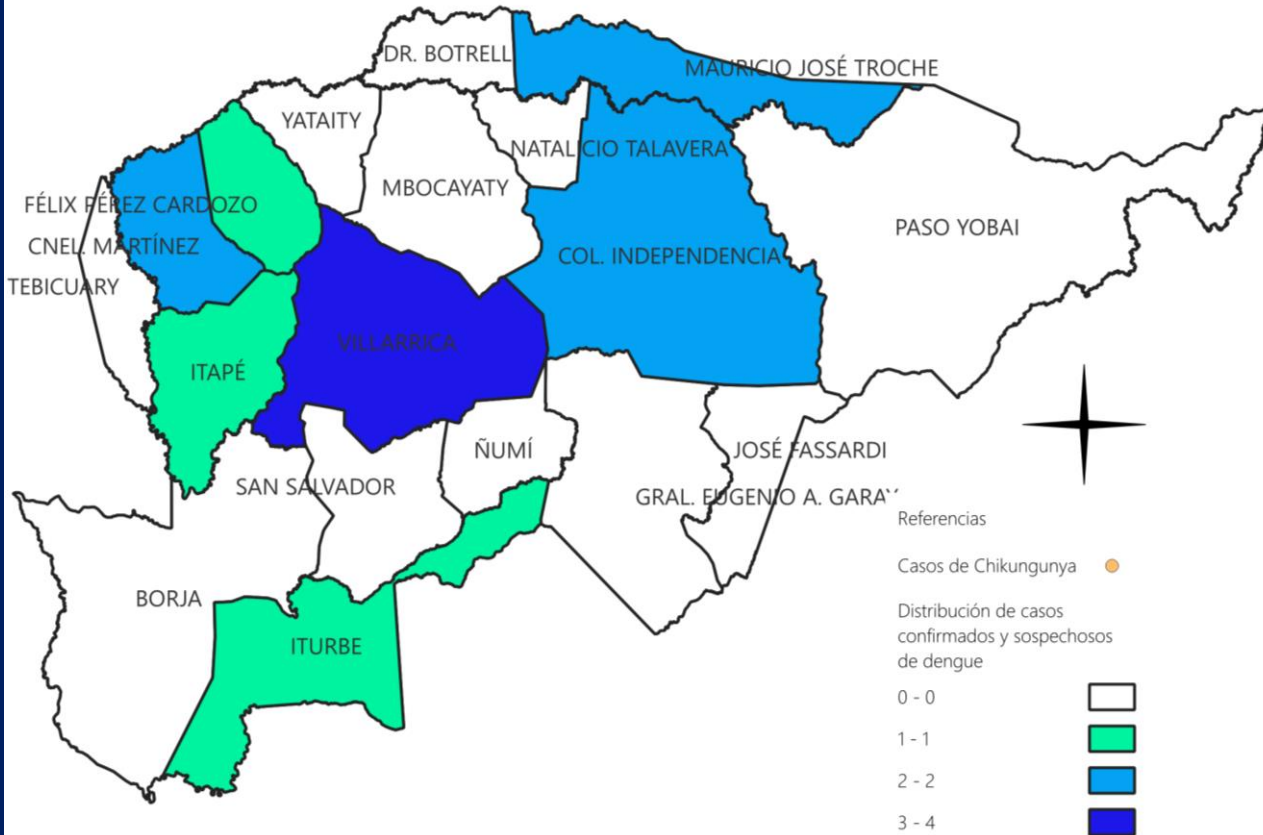 DR. BOTRELL
MAURICIO JOSÉ TROCHE
YATAITY
NATALICIO TALAVERA
MBOCAYATY
FÉLIX PÉREZ CARDOZO
PASO YOBAI
CNEL. MARTÍNEZ
COL. INDEPENDENCIA
TEBICUARY
VILLARRICA
ITAPÉ
ÑUMÍ
JOSÉ FASSARDI
SAN SALVADOR
GRAL. EUGENIO A. GARAY
BORJA
ITURBE
Referencias
Casos de Chikungunya
Distribución de casos
confirmados y sospechosos
de dengue
0 - 0
1 - 1
2 - 2
3 - 4